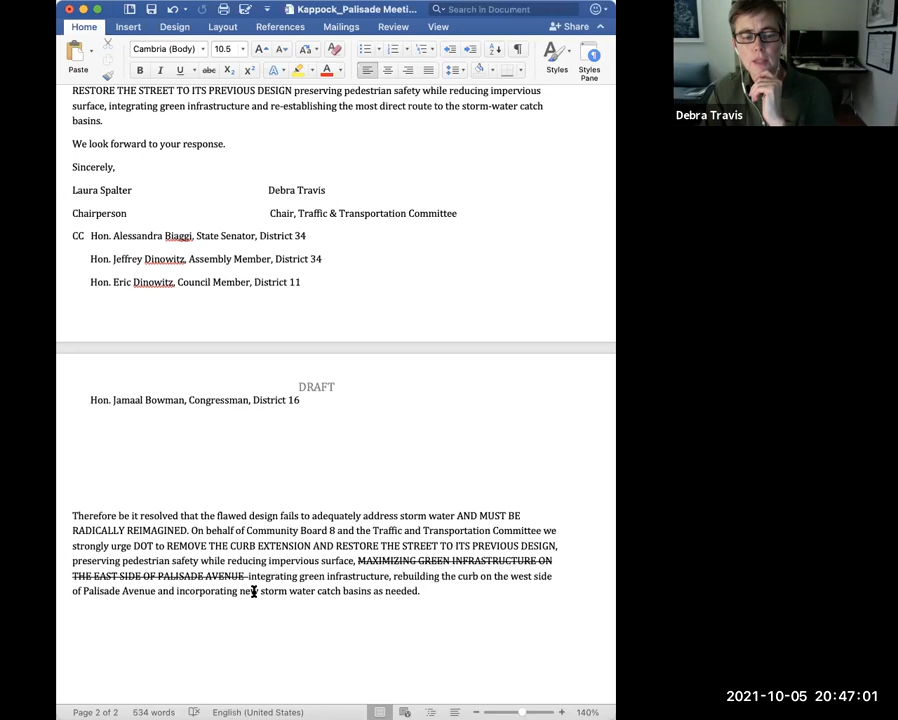 Kappock_Palisade Meeti...
Search in Document
Home Insert Design Layout References Mailings Review View Share
Paste
Cambria (Body) 10.5
B I U abc X₂ X² A A
Styles Styles Pane
RESTORE THE STREET TO ITS PREVIOUS DESIGN preserving pedestrian safety while reducing impervious
surface, integrating green infrastructure and re-establishing the most direct route to the storm-water catch
basins.
We look forward to your response.
Sincerely,
Laura Spalter Debra Travis
Chairperson Chair, Traffic & Transportation Committee
CC Hon. Alessandra Biaggi, State Senator, District 34
Hon. Jeffrey Dinowitz, Assembly Member, District 34
Hon. Eric Dinowitz, Council Member, District 11
DRAFT
Hon. Jamaal Bowman, Congressman, District 16
Therefore be it resolved that the flawed design fails to adequately address storm water AND MUST BE
RADICALLY REIMAGINED. On behalf of Community Board 8 and the Traffic and Transportation Committee we
strongly urge DOT to REMOVE THE CURB EXTENSION AND RESTORE THE STREET TO ITS PREVIOUS DESIGN,
preserving pedestrian safety while reducing impervious surface, MAXIMIZING GREEN INFRASTRUCTURE ON
THE EAST SIDE OF PALISADE AVENUE integrating green infrastructure, rebuilding the curb on the west side
of Palisade Avenue and incorporating new storm water catch basins as needed.
Page 2 of 2 534 words English (United States) 140%
Debra Travis
2021-10-05 20:47:01